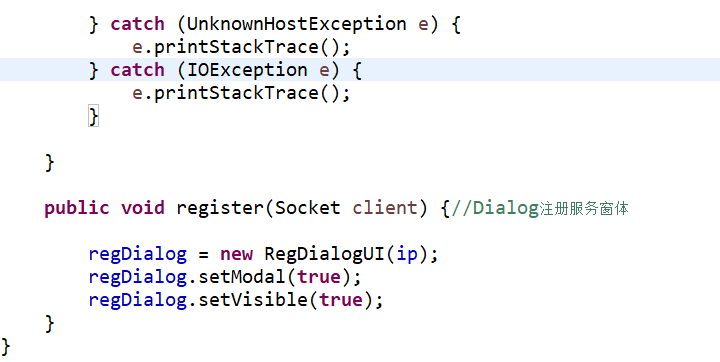 } catch (UnknownHostException e) {
e.printStackTrace();
} catch (IOException e) {
e.printStackTrace();
}
}
public void register(Socket client) {//Dialog注册服务窗体
regDialog = new RegDialogUI(ip);
regDialog.setModal(true);
regDialog.setVisible(true);
}
}